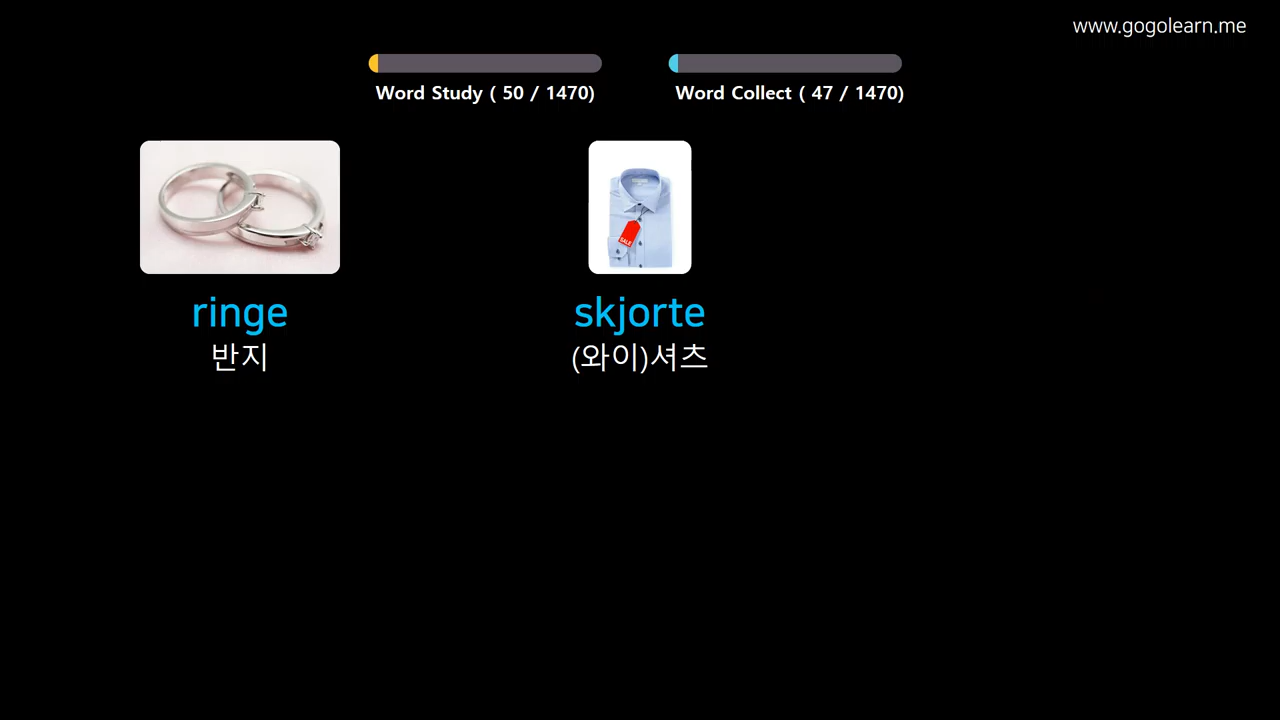 www.gogolearn.me
Word Study ( 50 / 1470)
Word Collect ( 47 / 1470)
SALE
ringe
skjorte
반지
(와이)셔츠